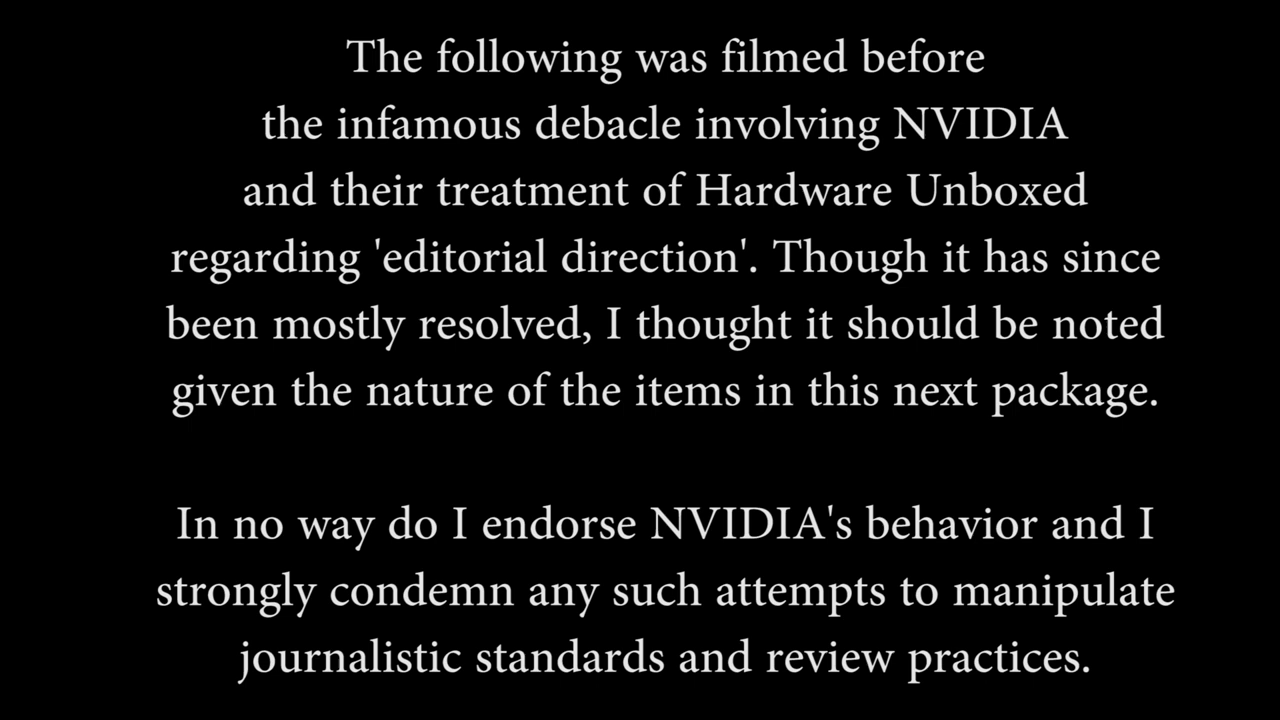 The following was filmed before
the infamous debacle involving NVIDIA
and their treatment of Hardware Unboxed
regarding 'editorial direction'. Though it has since
been mostly resolved, I thought it should be noted
given the nature of the items in this next package.
In no way do I endorse NVIDIA's behavior and I
strongly condemn any such attempts to manipulate
journalistic standards and review practices.